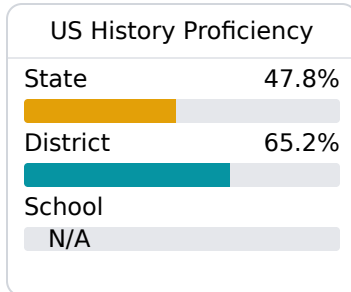 US History Proficiency
State 47.8%
District 65.2%
School
N/A